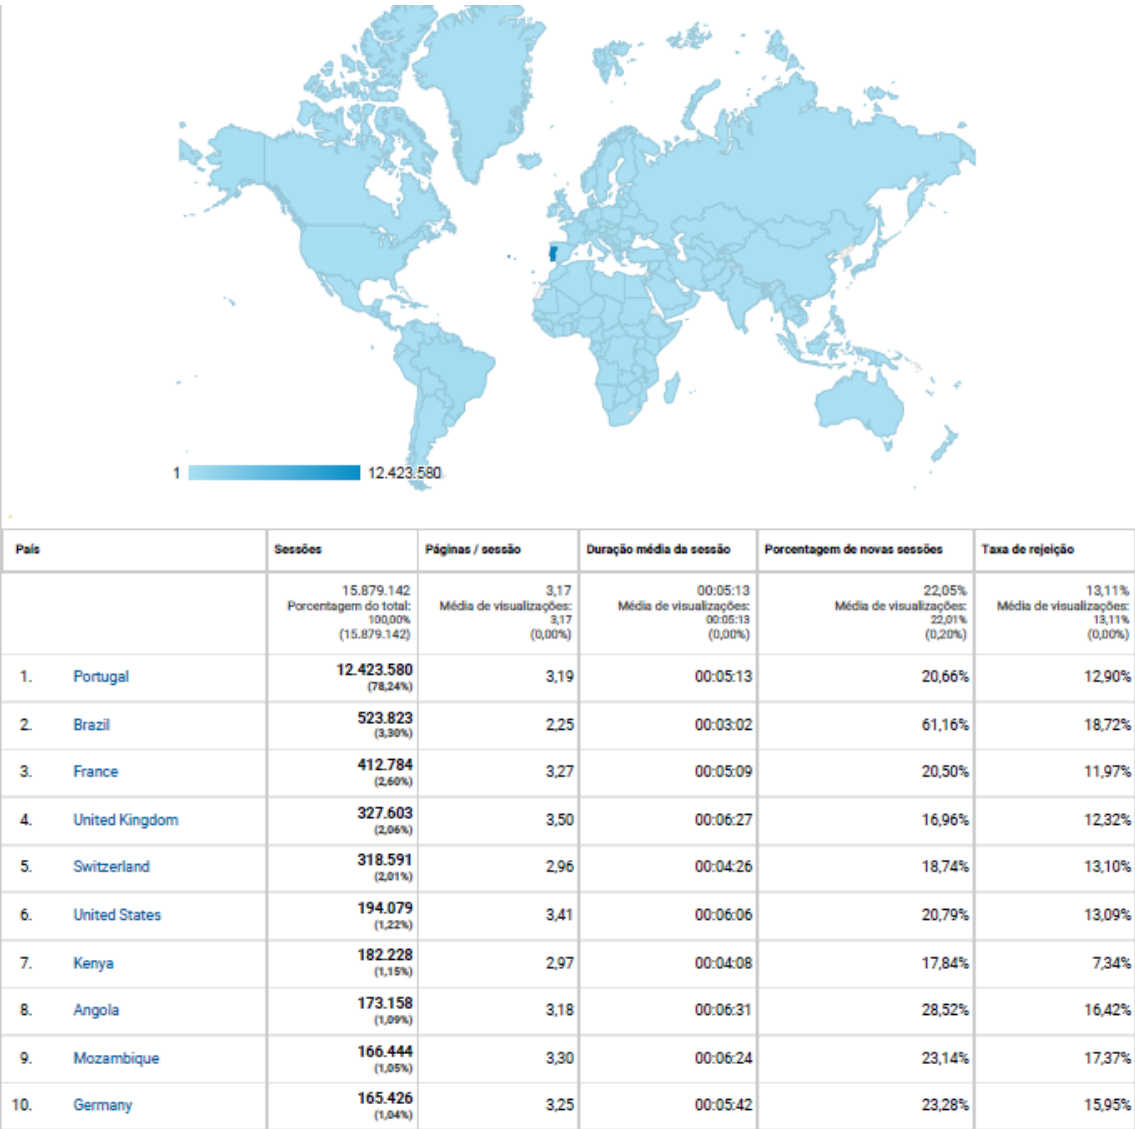 1 12.423.580
País Sessões Páginas / sessão Duração média da sessão Porcentagem de novas sessões Taxa de rejeição
15.879.142 3,17 00:05:13 22,05% 13,11%
Porcentagem do total: Média de visualizações: Média de visualizações: Média de visualizações: Média de visualizações:
100,00% 3,17 00:05:13 22,01% 13,11%
(15.879.142) (0,00%) (0,00%) (0,20%) (0,00%)
1. Portugal 12.423.580 3,19 00:05:13 20,66% 12,90%
(78,24%)
2. Brazil 523.823 2,25 00:03:02 61,16% 18,72%
(3,30%)
3. France 412.784 3,27 00:05:09 20,50% 11,97%
(2,60%)
4. United Kingdom 327.603 3,50 00:06:27 16,96% 12,32%
(2,06%)
5. Switzerland 318.591 2,96 00:04:26 18,74% 13,10%
(2,01%)
6. United States 194.079 3,41 00:06:06 20,79% 13,09%
(1,22%)
7. Kenya 182.228 2,97 00:04:08 17,84% 7,34%
(1,15%)
8. Angola 173.158 3,18 00:06:31 28,52% 16,42%
(1,09%)
9. Mozambique 166.444 3,30 00:06:24 23,14% 17,37%
(1,05%)
10. Germany 165.426 3,25 00:05:42 23,28% 15,95%
(1,04%)